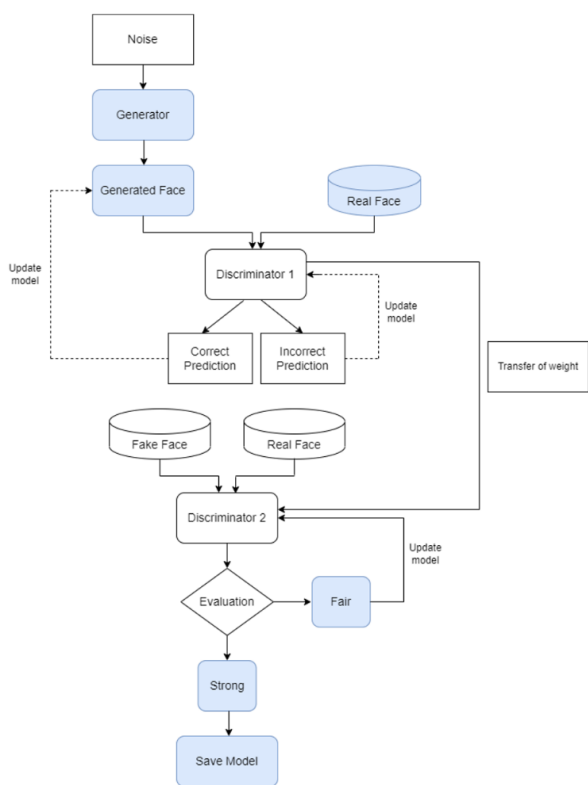 Noise
Generator
Generated Face
Real Face
Update
model
Discriminator 1
Update
model
Correct
Prediction
Incorrect
Prediction
Transfer of weight
Fake Face
Real Face
Discriminator 2
Update
model
Evaluation
Fair
Strong
Save Model